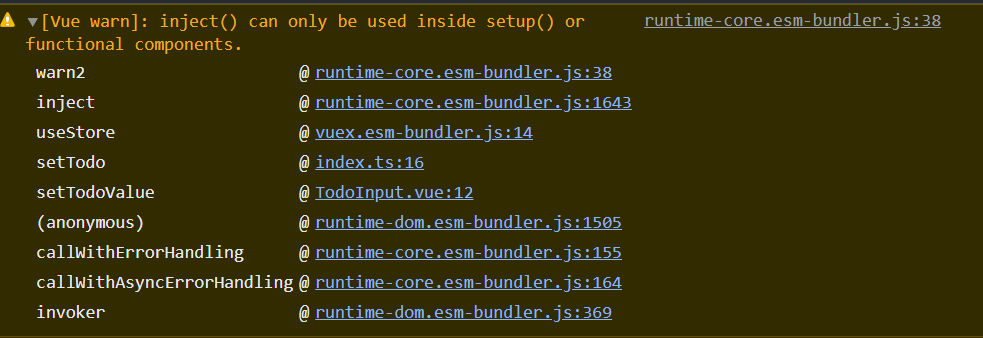 ▼[Vue warn]: inject() can only be used inside setup() or runtime-core.esm-bundler.js:38
functional components.
warn2 @ runtime-core.esm-bundler.js:38
inject @ runtime-core.esm-bundler.js:1643
useStore @ vuex.esm-bundler.js:14
setTodo @ index.ts:16
setTodoValue @ TodoInput.vue:12
(anonymous) @ runtime-dom.esm-bundler.js:1505
callWithErrorHandling @ runtime-core.esm-bundler.js:155
callWithAsyncErrorHandling @ runtime-core.esm-bundler.js:164
invoker @ runtime-dom.esm-bundler.js:369